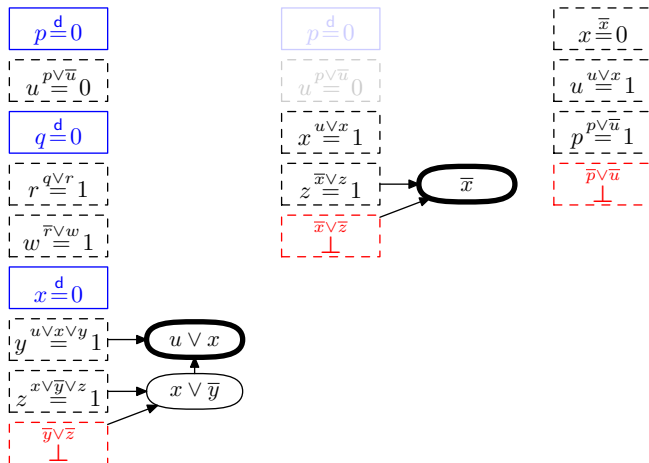 p =^d 0
u =^{p∨u̅} 0
q =^d 0
r =^{q∨r} 1
w =^{r̅∨w} 1
x =^d 0
y =^{u∨x∨y} 1
u ∨ x
z =^{x∨y̅∨z} 1
x ∨ y̅
y̅∨z̅
⊥
p =^d 0
u =^{p∨u̅} 0
x =^{u∨x} 1
z =^{x̅∨z} 1
x̅
x̅∨z̅
⊥
x =^{x̅} 0
u =^{u∨x} 1
p =^{p∨u̅} 1
p̅∨u̅
⊥